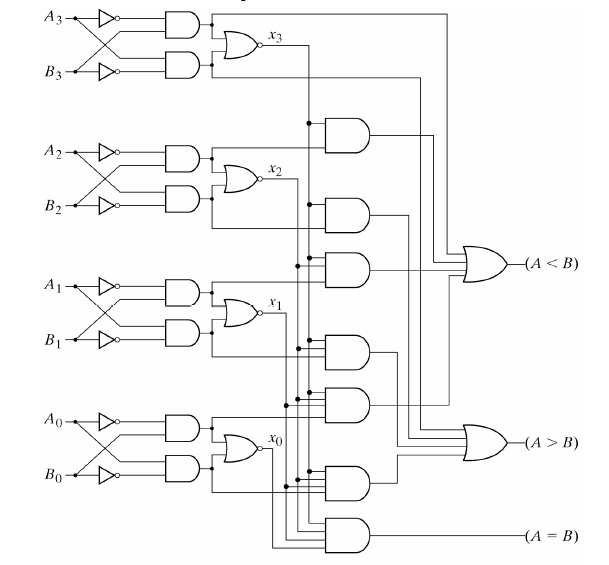 A3
x3
B3
A2
x2
B2
(A < B)
A1
x1
B1
A0
x0
(A > B)
B0
(A = B)